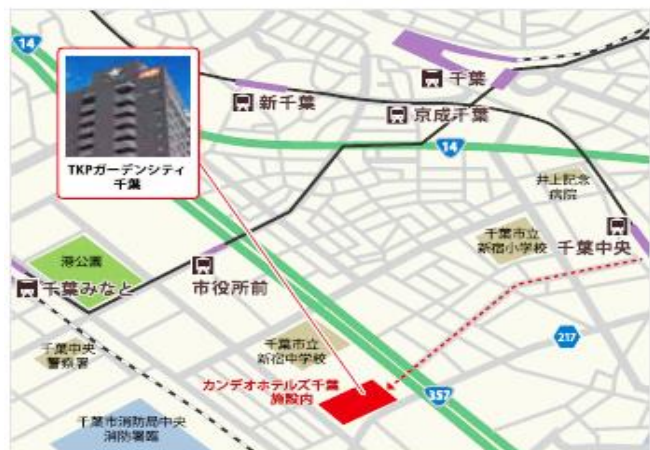 14
千葉
新千葉
京成千葉
TKPガーデンシティ
千葉
14
井上記念
病院
千葉市立
新宿小学校
千葉中央
港公園
千葉みなと
市役所前
千葉中央
警察署
千葉市立
新宿中学校
217
カンデオホテルズ千葉
施設内
357
千葉市消防局中央
消防署臨